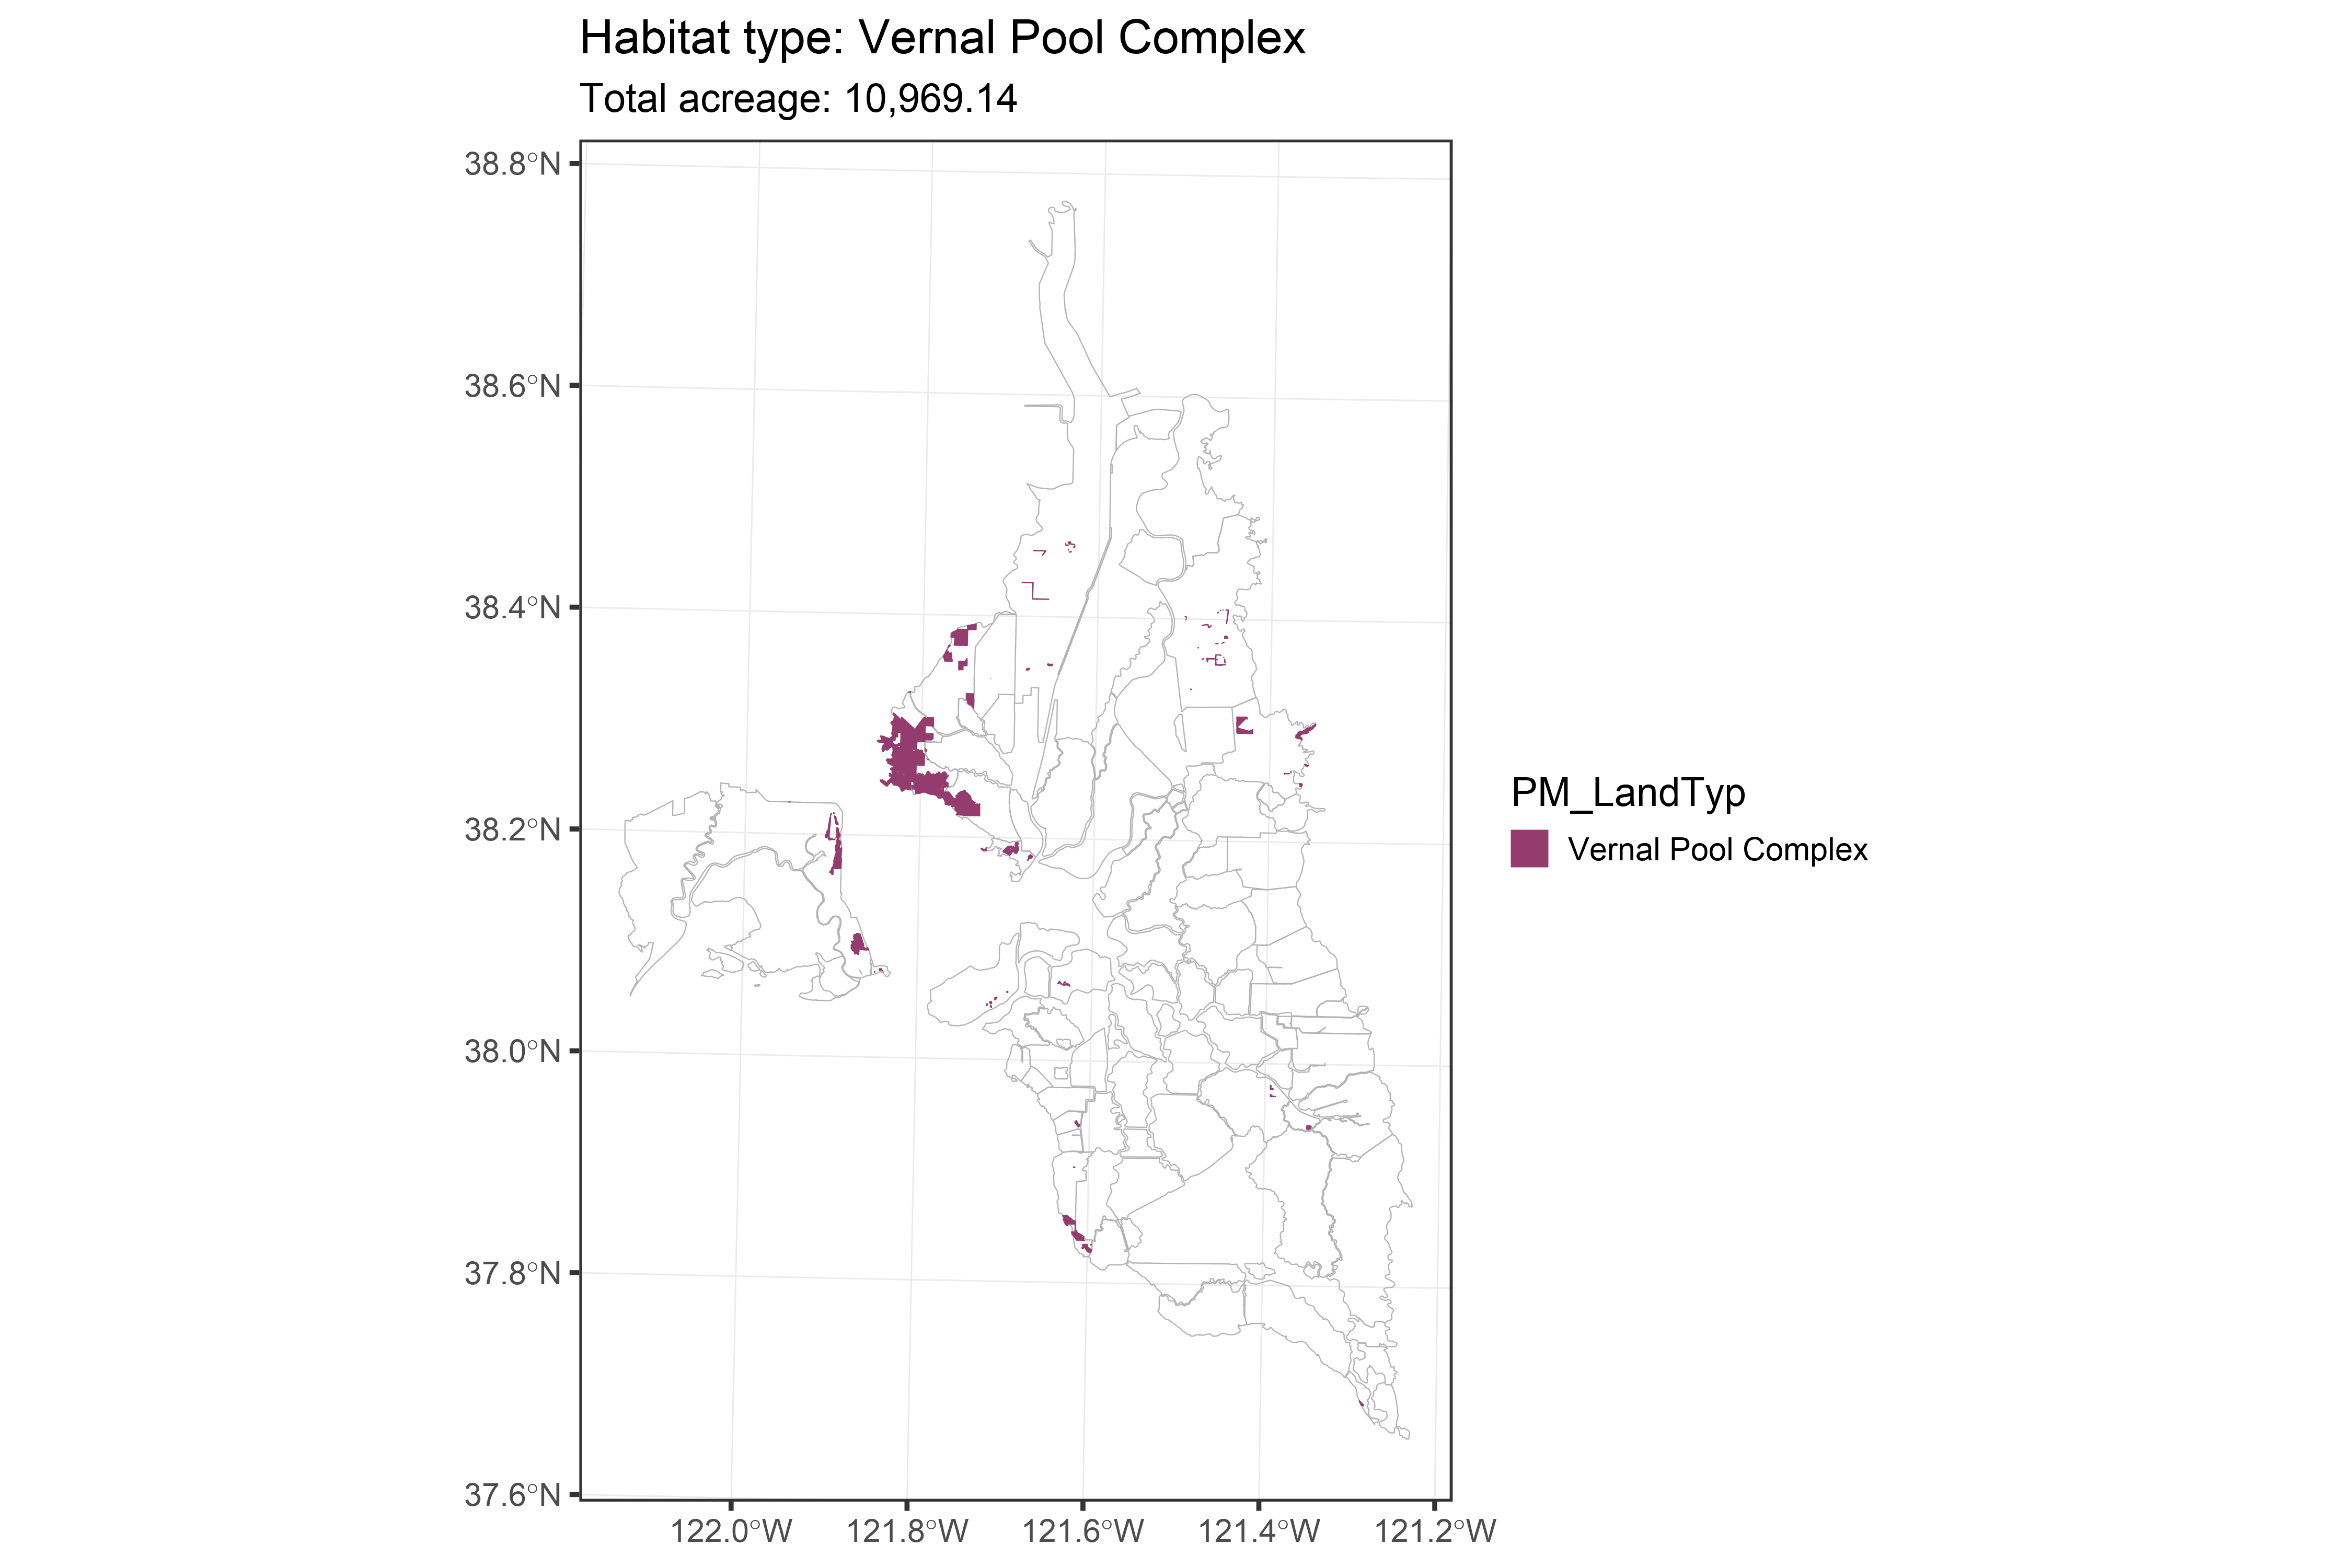 Habitat type: Vernal Pool Complex
Total acreage: 10,969.14
38.8°N
38.6°N
38.4°N
38.2°N
38.0°N
37.8°N
37.6°N
122.0°W 121.8°W 121.6°W 121.4°W 121.2°W
PM_LandTyp
Vernal Pool Complex